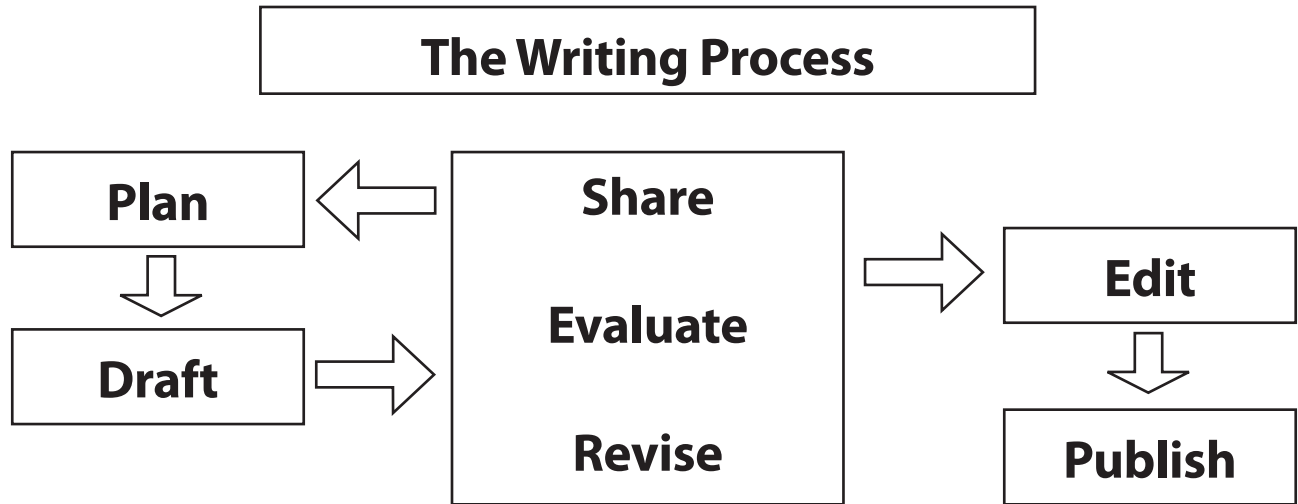 The Writing Process
Plan
Draft
Share
Evaluate
Revise
Edit
Publish